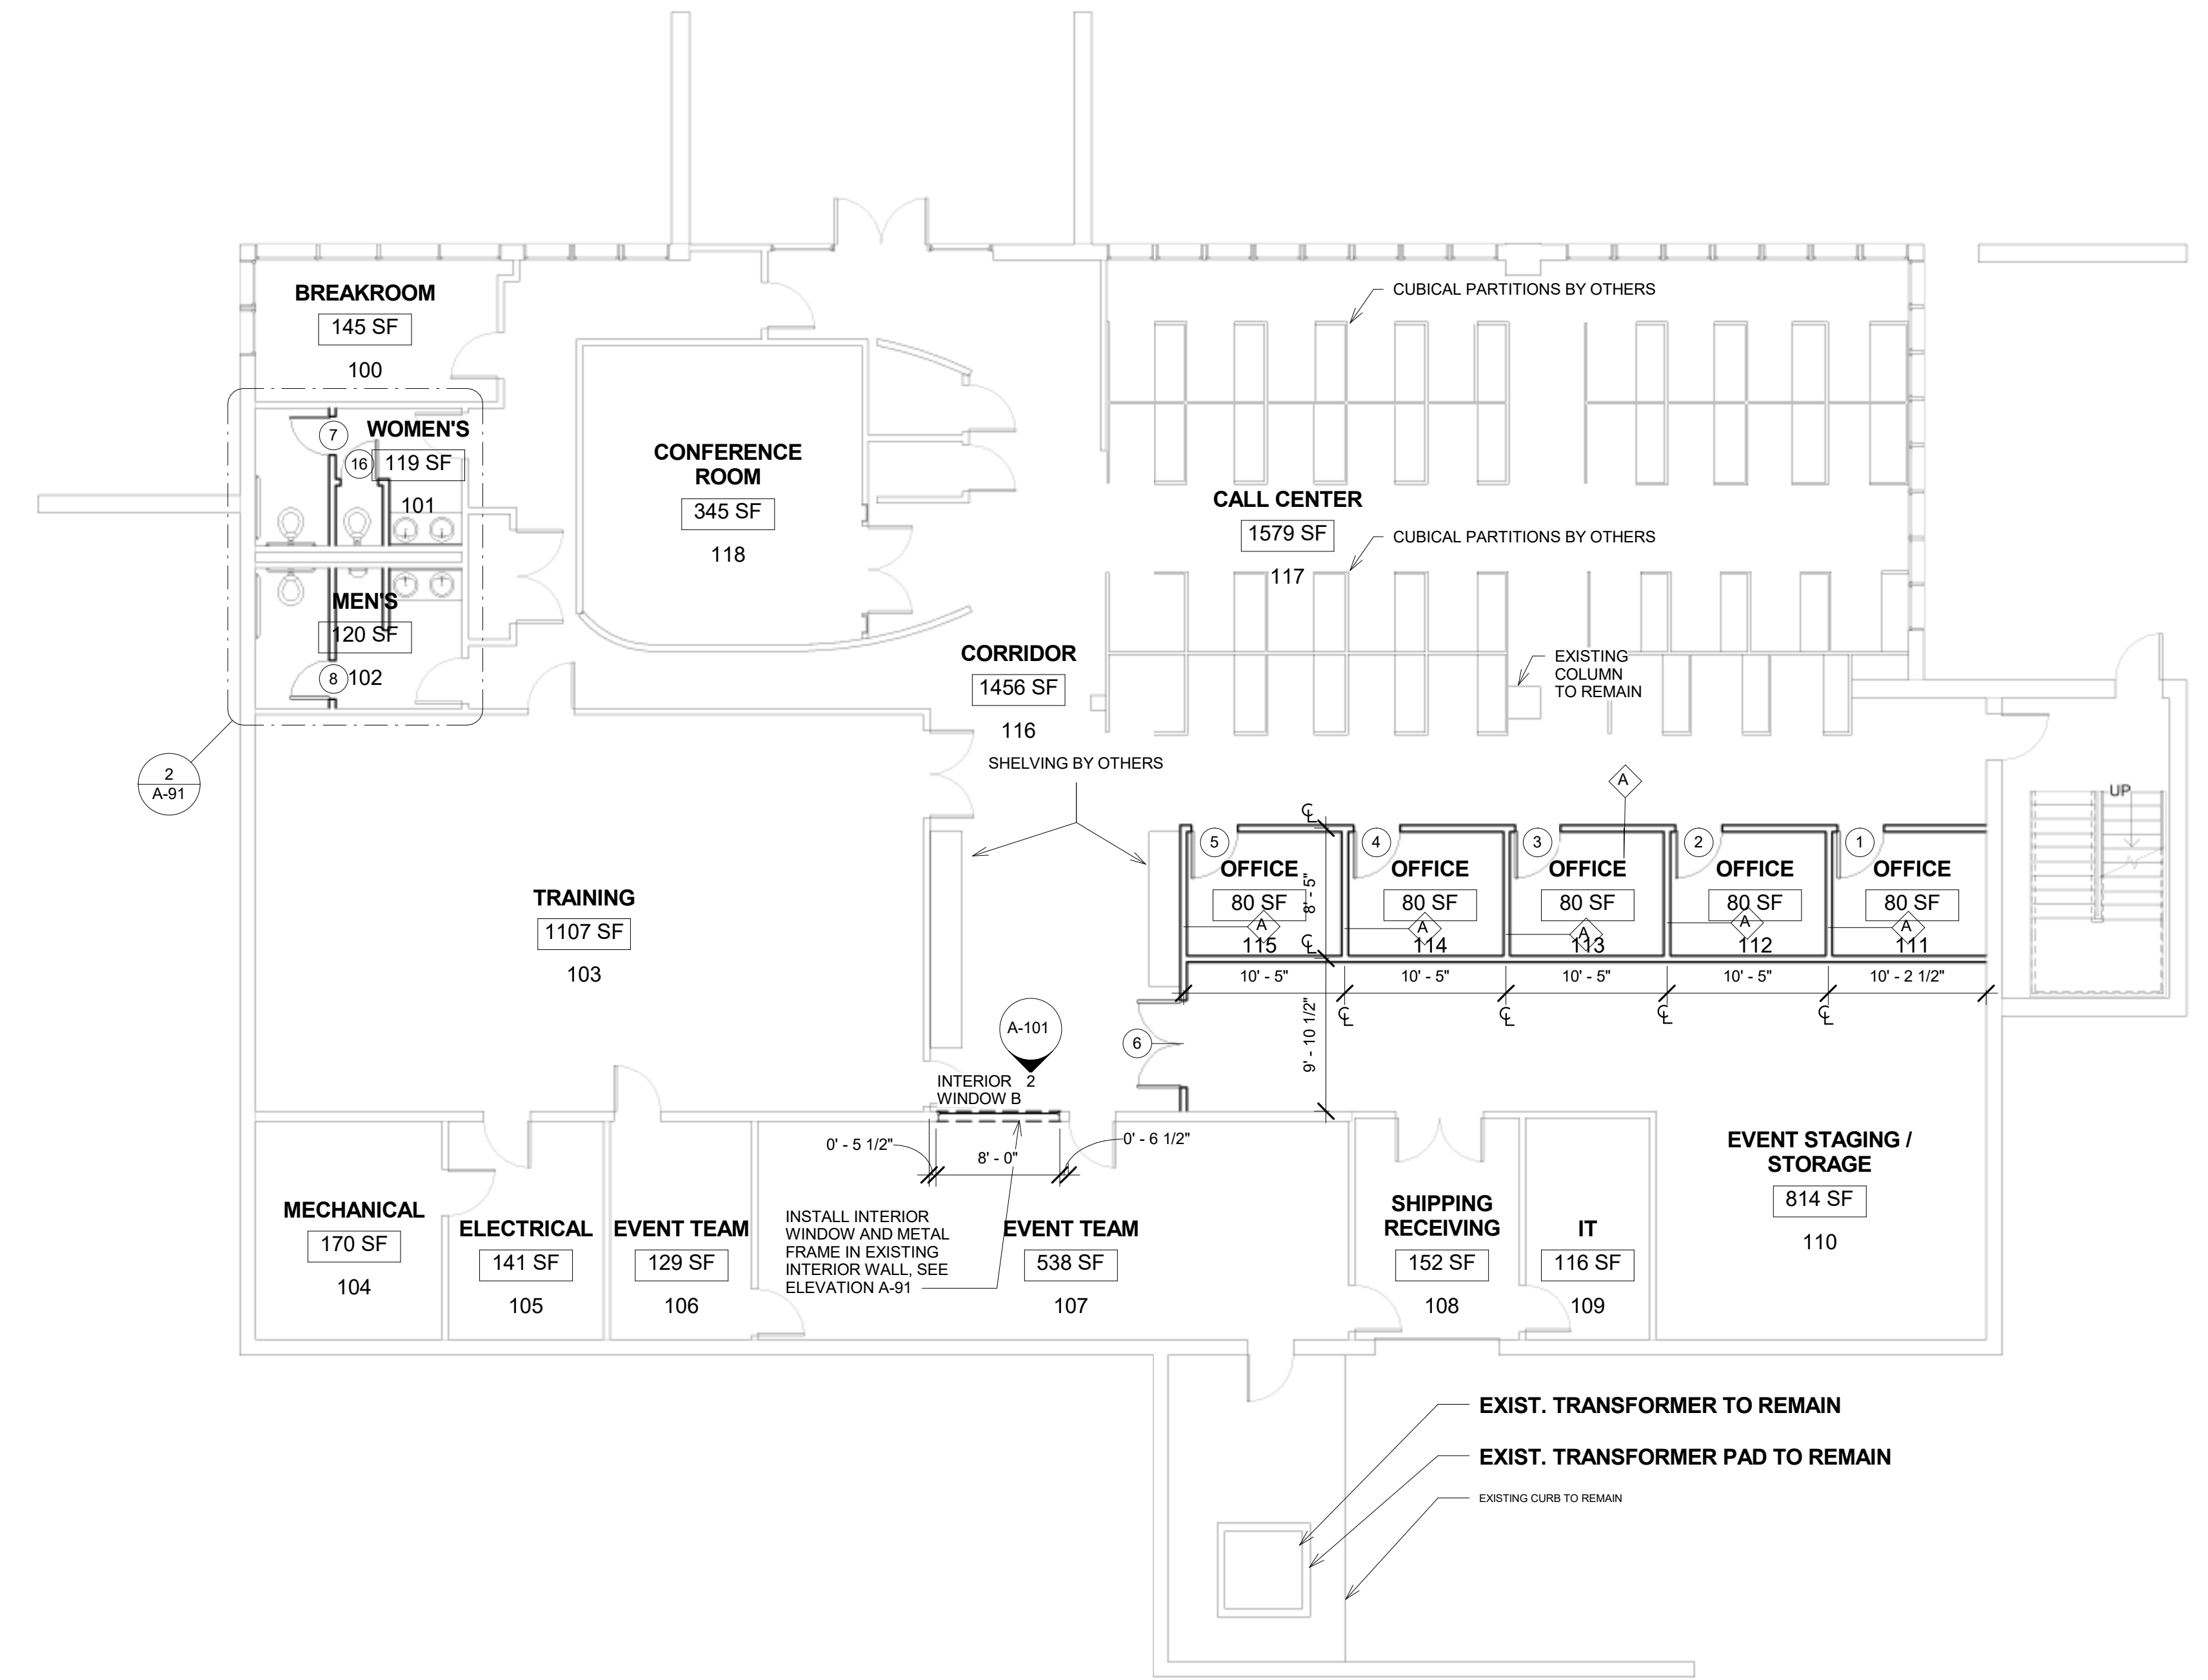 BREAKROOM
145 SF
100
CUBICAL PARTITIONS BY OTHERS
7
WOMEN'S
16
119 SF
101
CONFERENCE
ROOM
345 SF
118
CALL CENTER
1579 SF
117
CUBICAL PARTITIONS BY OTHERS
MEN'S
120 SF
8
102
CORRIDOR
1456 SF
116
EXISTING
COLUMN
TO REMAIN
2
A-91
SHELVING BY OTHERS
A
UP
℄
5
OFFICE
80 SF
A
115
8' - 5"
℄
4
OFFICE
80 SF
A
114
3
OFFICE
80 SF
A
113
2
OFFICE
80 SF
A
112
1
OFFICE
80 SF
A
111
TRAINING
1107 SF
103
10' - 5"
10' - 5"
10' - 5"
10' - 5"
10' - 2 1/2"
℄
℄
℄
℄
9' - 10 1/2"
6
A-101
2
INTERIOR
WINDOW B
0' - 5 1/2"
8' - 0"
0' - 6 1/2"
MECHANICAL
170 SF
104
ELECTRICAL
141 SF
105
EVENT TEAM
129 SF
106
INSTALL INTERIOR
WINDOW AND METAL
FRAME IN EXISTING
INTERIOR WALL, SEE
ELEVATION A-91
EVENT TEAM
538 SF
107
SHIPPING
RECEIVING
152 SF
108
IT
116 SF
109
EVENT STAGING /
STORAGE
814 SF
110
EXIST. TRANSFORMER TO REMAIN
EXIST. TRANSFORMER PAD TO REMAIN
EXISTING CURB TO REMAIN